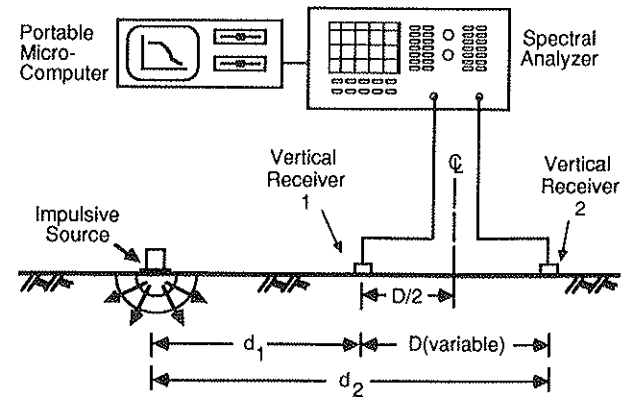 Portable
Micro-
Computer
Spectral
Analyzer
Vertical
Receiver
1
℄
Vertical
Receiver
2
Impulsive
Source
D/2
d1
D(variable)
d2